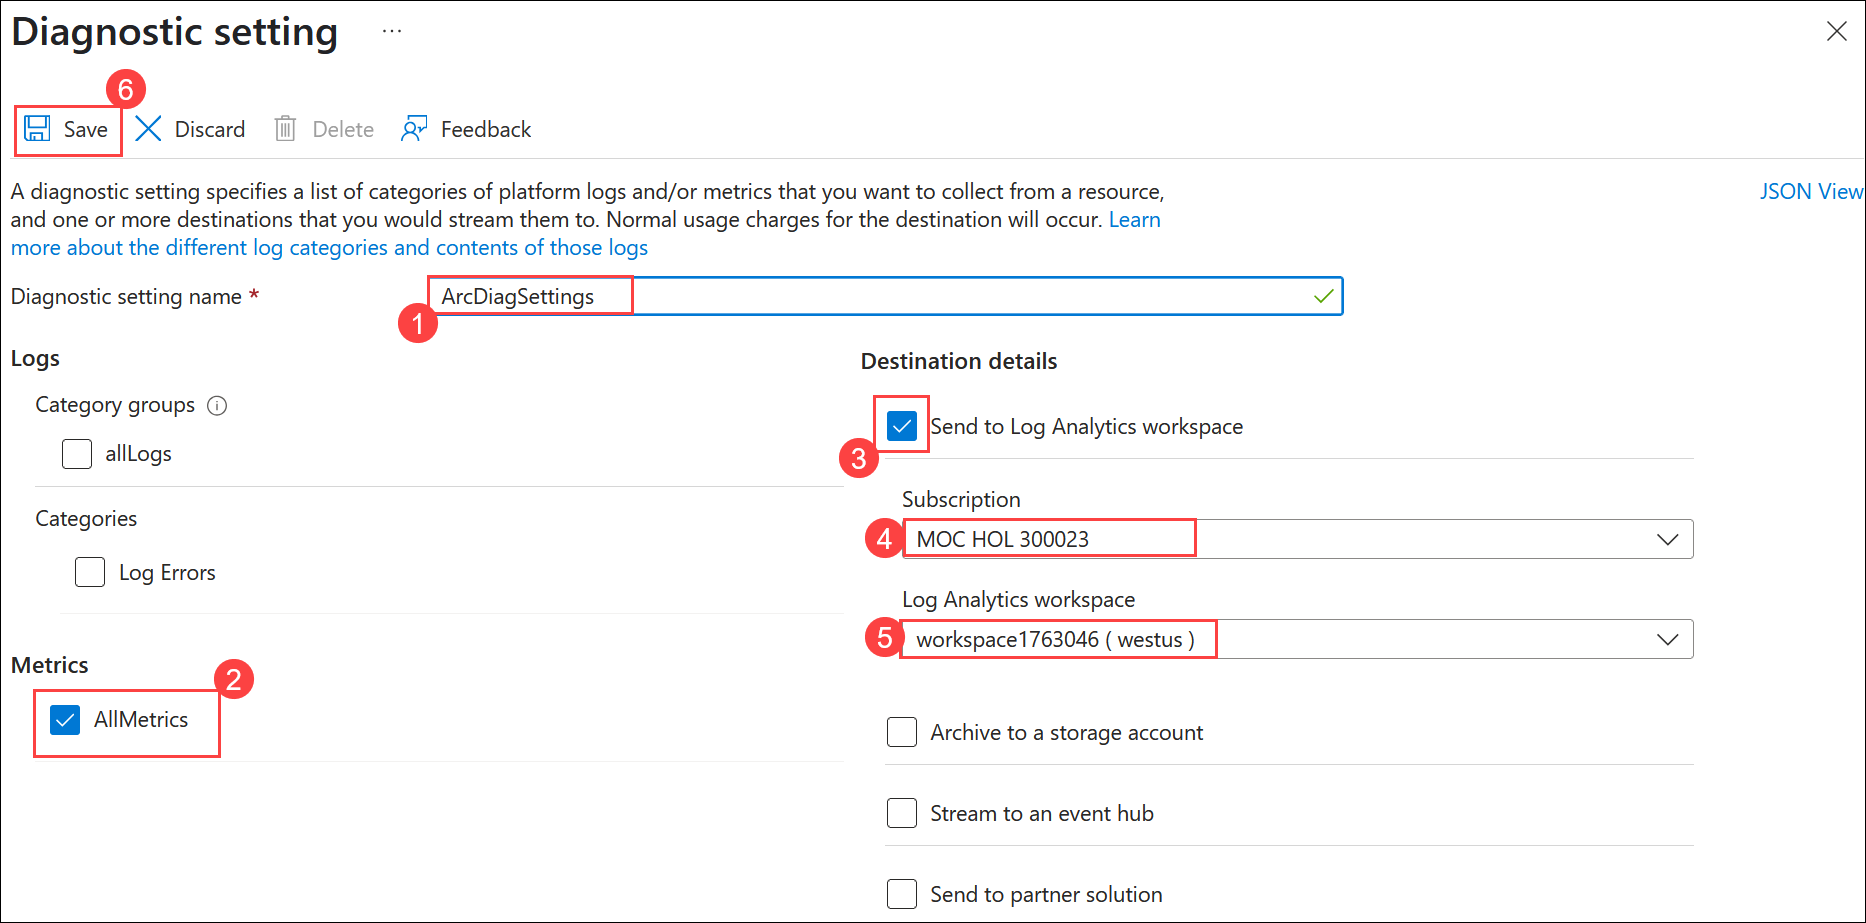 Diagnostic setting ...
6
Save Discard Delete Feedback
A diagnostic setting specifies a list of categories of platform logs and/or metrics that you want to collect from a resource,
and one or more destinations that you would stream them to. Normal usage charges for the destination will occur. Learn
more about the different log categories and contents of those logs
JSON View
Diagnostic setting name *
ArcDiagSettings
1
Logs
Category groups
allLogs
Categories
Log Errors
Metrics
2
AllMetrics
Destination details
Send to Log Analytics workspace
3
Subscription
4
MOC HOL 300023
Log Analytics workspace
5
workspace1763046 ( westus )
Archive to a storage account
Stream to an event hub
Send to partner solution